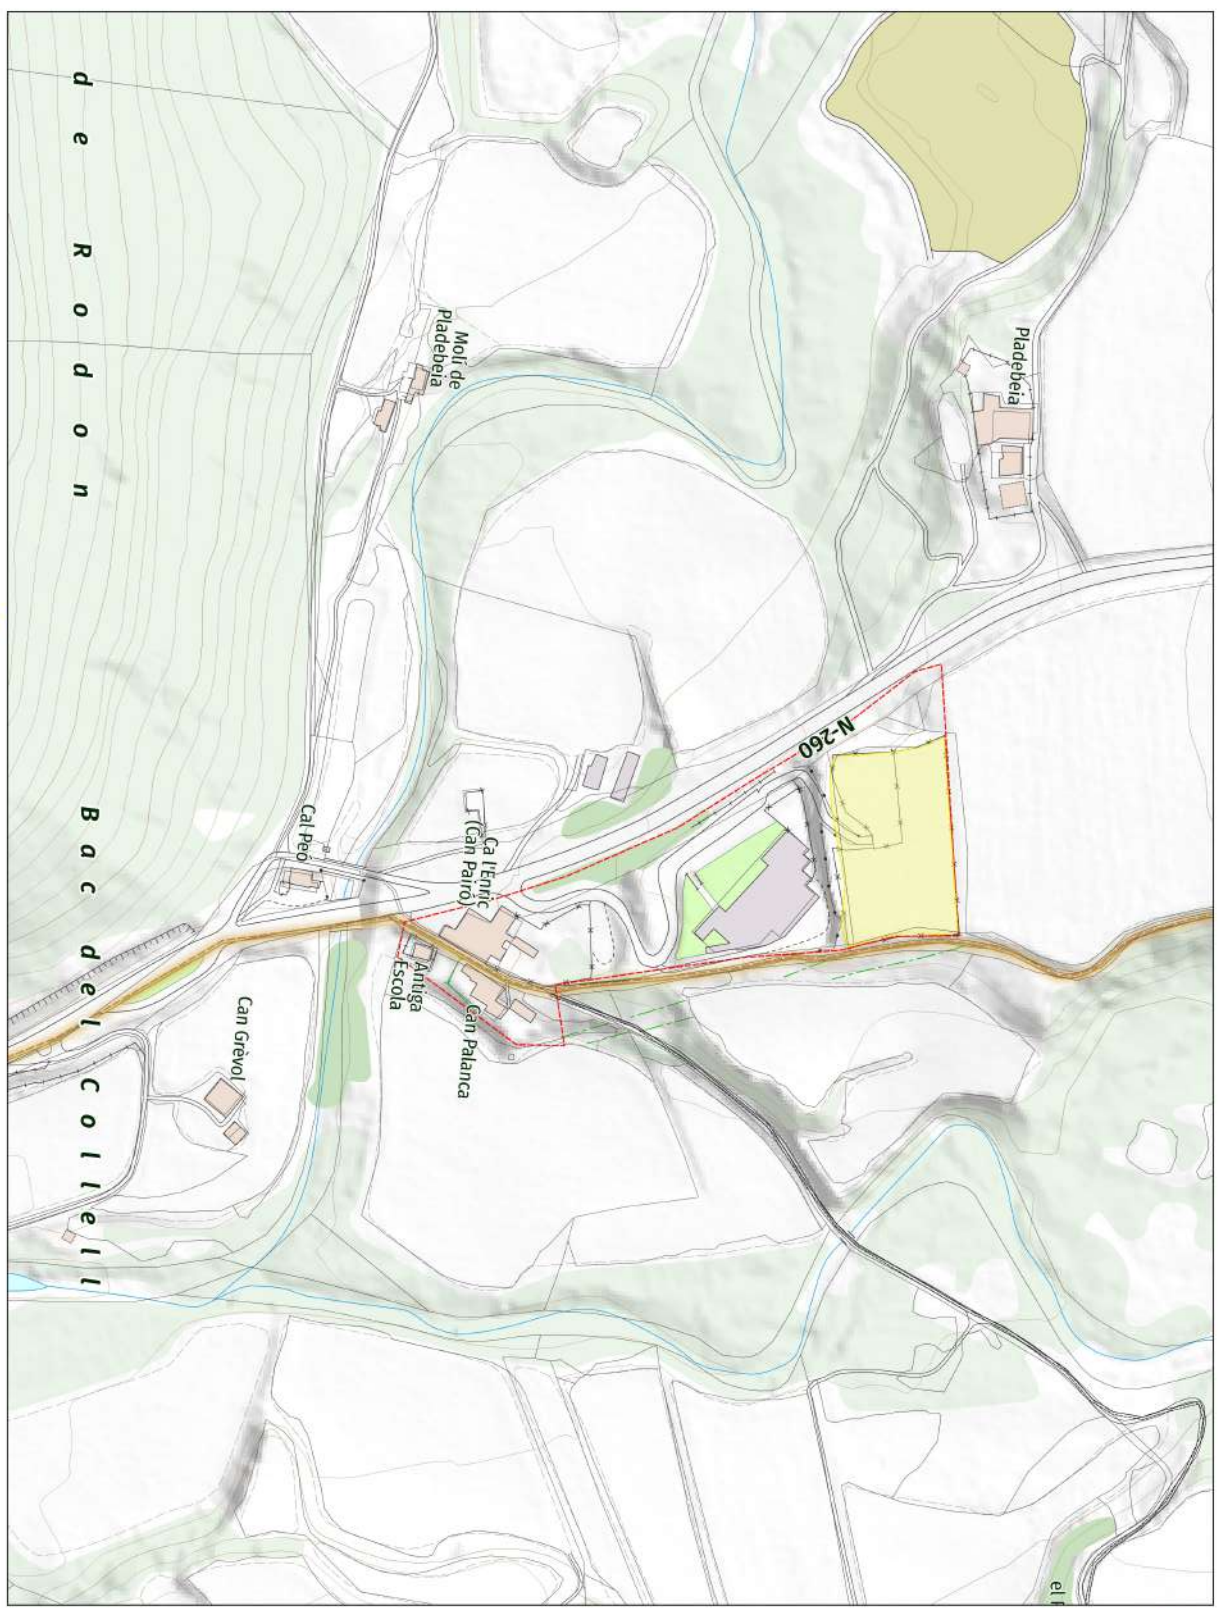 Pladebeia
Molí de
Pladebeia
N-260
Cal Peó
Ca l'Enric
(Can Pairó)
Antiga
Escola
Can Palanca
Can Grèvol
Bac del Collell
de Rodon